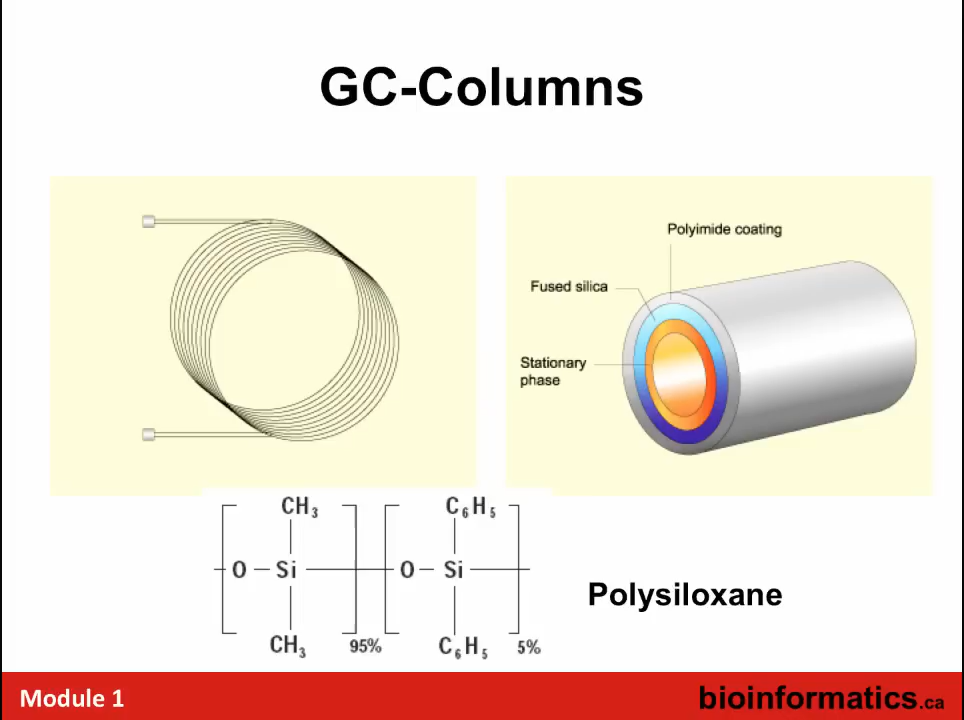 GC-Columns
Polyimide coating
Fused silica
Stationary
phase
CH₃ C₆H₅
O Si O Si
CH₃ 95% C₆H₅ 5%
Polysiloxane
Module 1
bioinformatics.ca